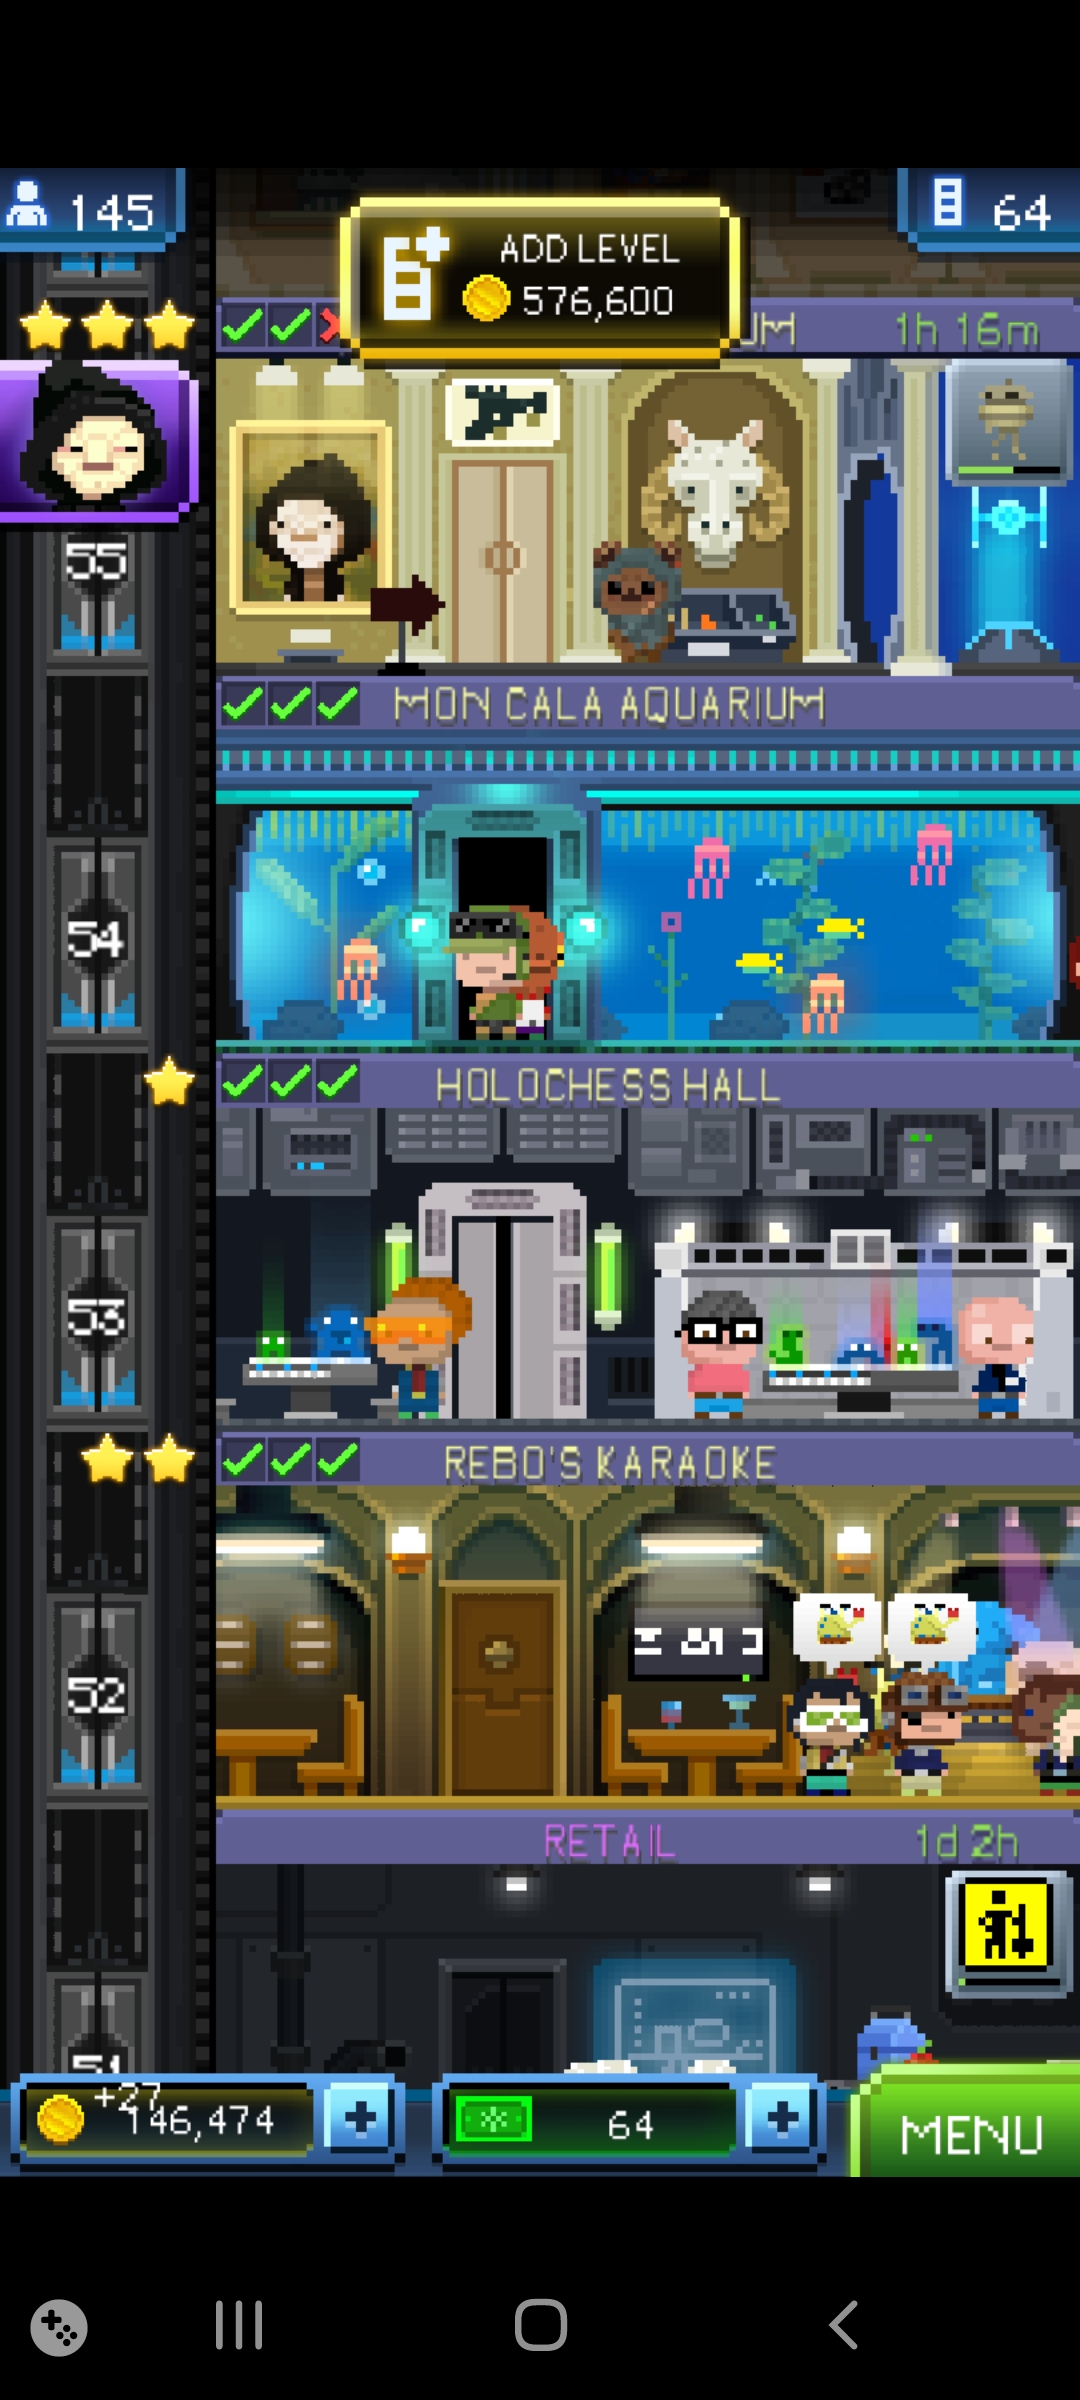 145
64
ADD LEVEL
576,600
UM 1h 16m
55
MON CALA AQUARIUM
54
HOLOCHESS HALL
53
REBO'S KARAOKE
52
RETAIL 1d 2h
51
+27
146,474
64
MENU